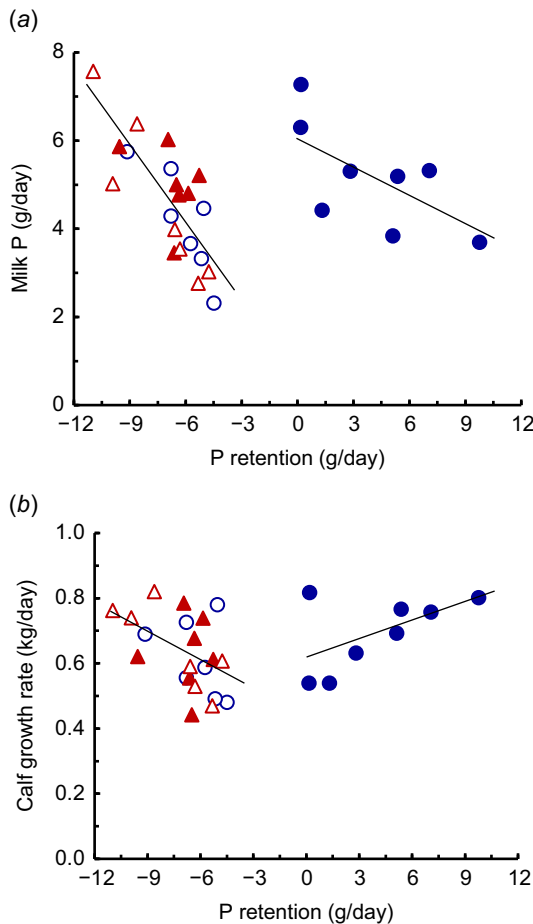 (a)
8
6
4
2
0
Milk P (g/day)
−12 −9 −6 −3 0 3 6 9 12
P retention (g/day)
(b)
1.0
0.8
0.6
0.4
0.2
0.0
Calf growth rate (kg/day)
−12 −9 −6 −3 0 3 6 9 12
P retention (g/day)